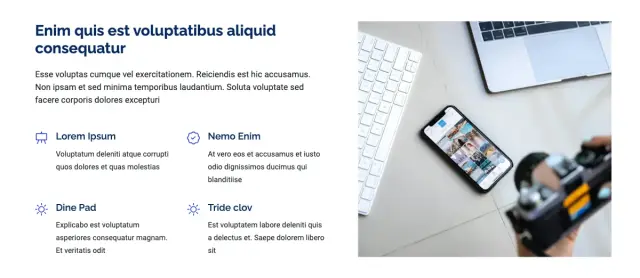 Enim quis est voluptatibus aliquid
consequatur
Esse voluptas cumque vel exercitationem. Reiciendis est hic accusamus.
Non ipsam et sed minima temporibus laudantium. Soluta voluptate sed
facere corporis dolores excepturi
Lorem Ipsum
Voluptatum deleniti atque corrupti
quos dolores et quas molestias
Nemo Enim
At vero eos et accusamus et iusto
odio dignissimos ducimus qui
blanditiise
Dine Pad
Explicabo est voluptatum
asperiores consequatur magnam.
Et veritatis odit
Tride clov
Est voluptatem labore deleniti quis
a delectus et. Saepe dolorem libero
sit